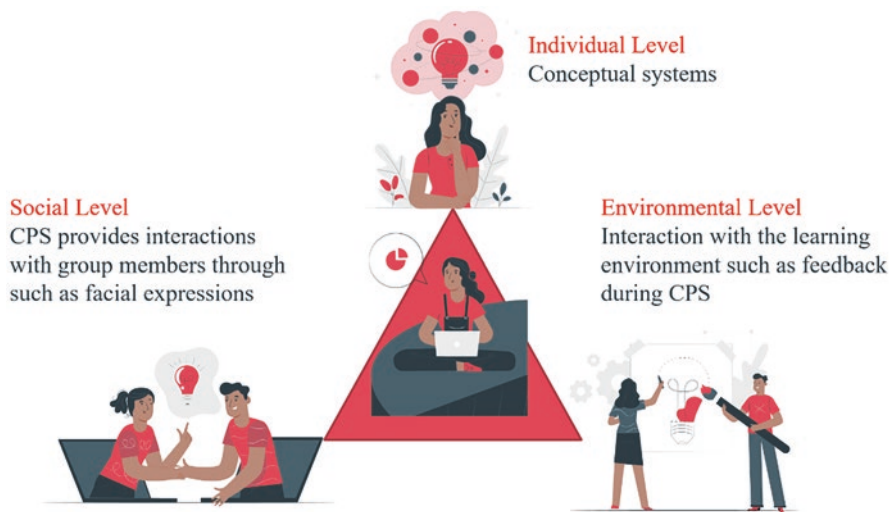 Individual Level
Conceptual systems
Social Level
CPS provides interactions
with group members through
such as facial expressions
Environmental Level
Interaction with the learning
environment such as feedback
during CPS